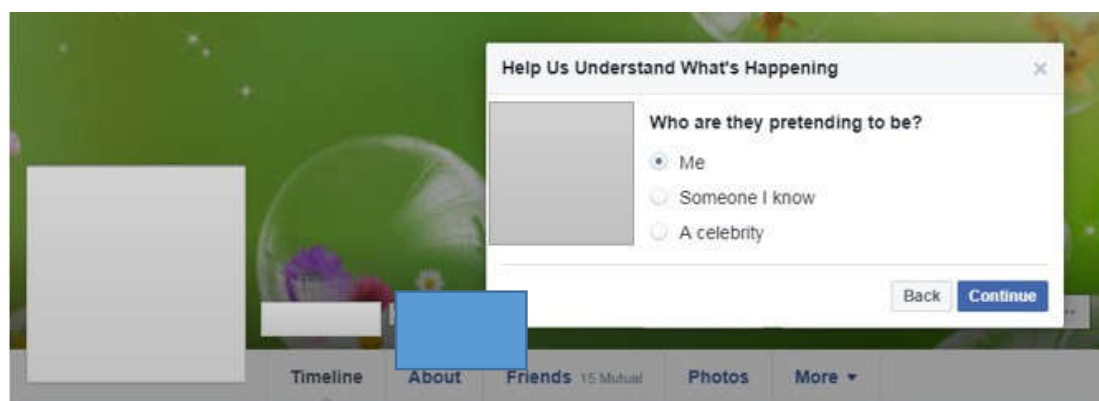 Help Us Understand What's Happening ×
Who are they pretending to be?
Me
Someone I know
A celebrity
Back Continue
Timeline About Friends 15 Mutual Photos More